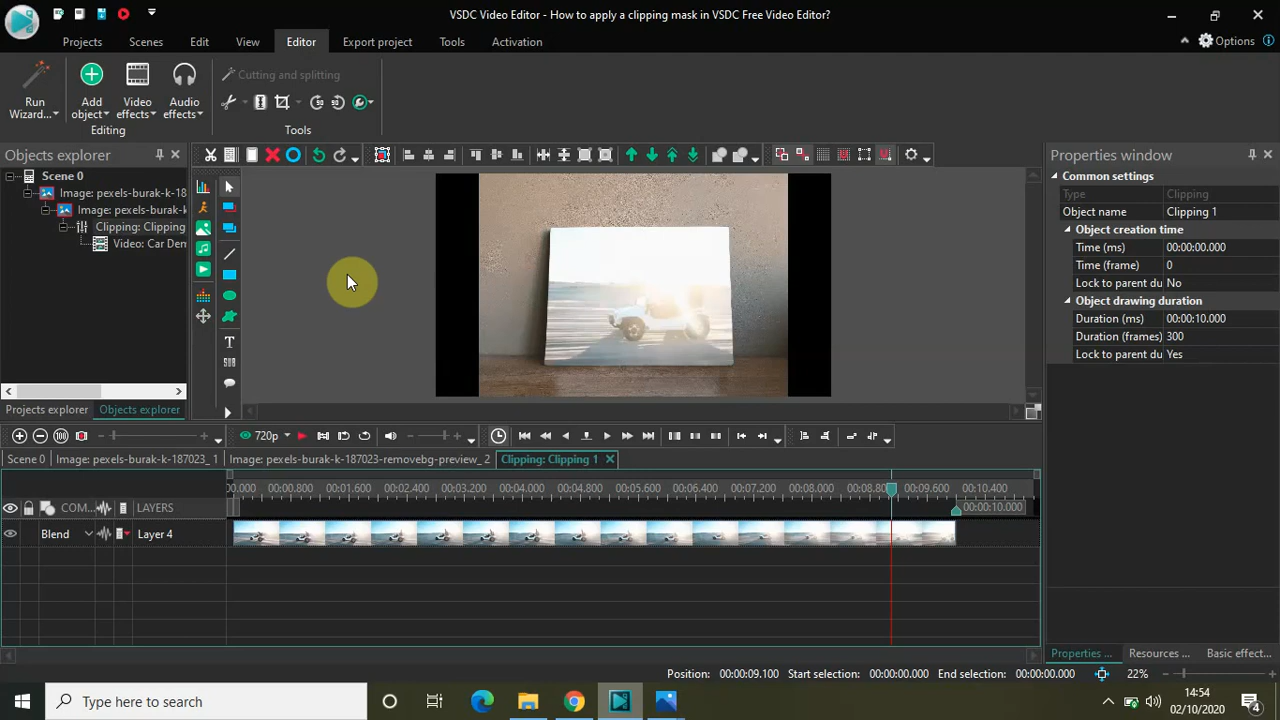 VSDC Video Editor - How to apply a clipping mask in VSDC Free Video Editor?
Projects Scenes Edit View Editor Export project Tools Activation
Options
Run Wizard...
Add object
Video effects
Audio effects
Editing
Cutting and splitting
Tools
Objects explorer
Scene 0
Image: pexels-burak-k-18
Image: pexels-burak-k
Clipping: Clipping
Video: Car Dem
Projects explorer Objects explorer
T
Properties window
Common settings
Type Clipping
Object name Clipping 1
Object creation time
Time (ms) 00:00:00.000
Time (frame) 0
Lock to parent du No
Object drawing duration
Duration (ms) 00:00:10.000
Duration (frames) 300
Lock to parent du Yes
720p
Scene 0 Image: pexels-burak-k-187023_1 Image: pexels-burak-k-187023-removebg-preview_2 Clipping: Clipping 1
0.000 00:00.800 00:01.600 00:02.400 00:03.200 00:04.000 00:04.800 00:05.600 00:06.400 00:07.200 00:08.000 00:08.800 00:09.600 00:10.400
COM... LAYERS 00:00:10.000
Blend Layer 4
Properties ... Resources ... Basic effect...
Position: 00:00:09.100 Start selection: 00:00:00.000 End selection: 00:00:00.000 22%
Type here to search
14:54
02/10/2020
4